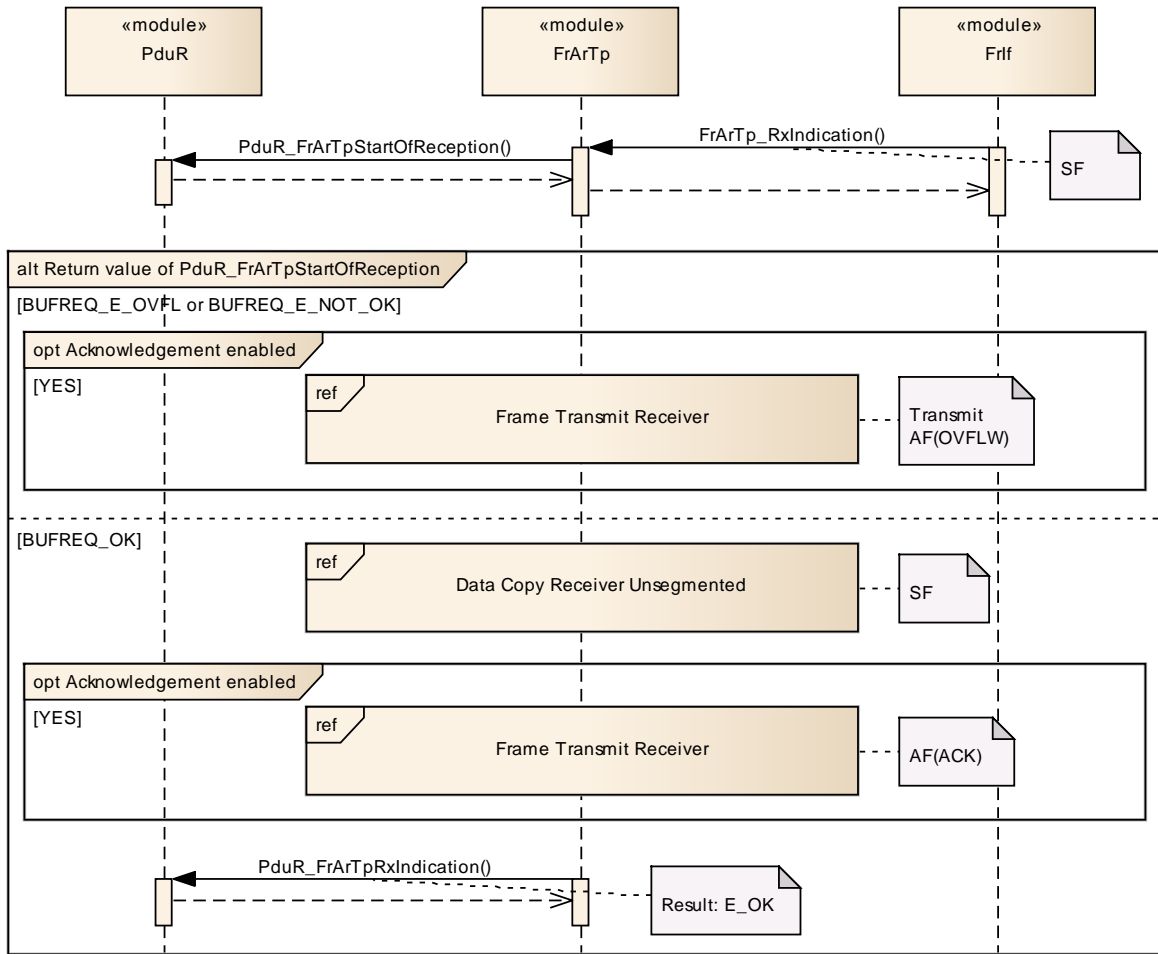 «module»
PduR
«module»
FrArTp
«module»
FrIf
FrArTp_RxIndication()
PduR_FrArTpStartOfReception()
SF
alt Return value of PduR_FrArTpStartOfReception
[BUFREQ_E_OVFL or BUFREQ_E_NOT_OK]
opt Acknowledgement enabled
[YES]
ref
Frame Transmit Receiver
Transmit
AF(OVFLW)
[BUFREQ_OK]
ref
Data Copy Receiver Unsegmented
SF
opt Acknowledgement enabled
[YES]
ref
Frame Transmit Receiver
AF(ACK)
PduR_FrArTpRxIndication()
Result: E_OK